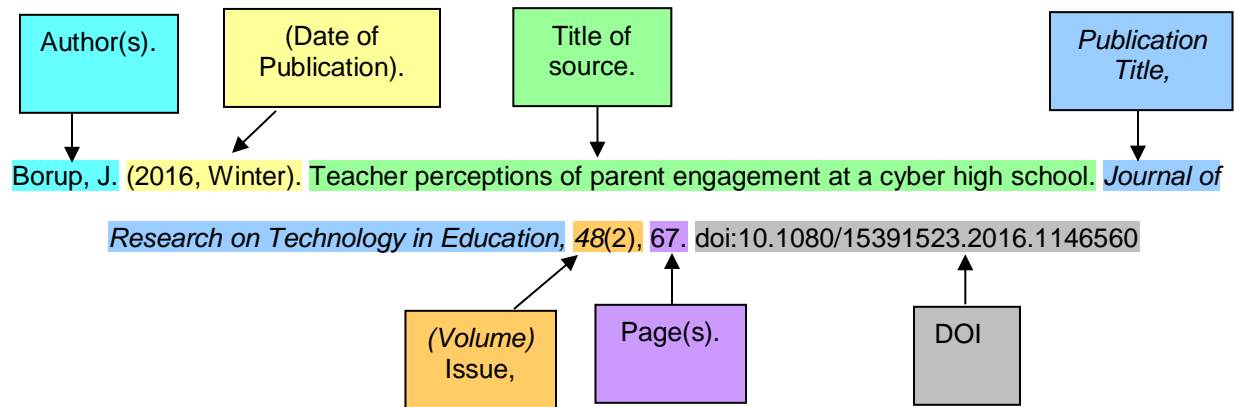 Author(s).
(Date of
Publication).
Title of
source.
Publication
Title,
Borup, J. (2016, Winter). Teacher perceptions of parent engagement at a cyber high school. Journal of
Research on Technology in Education, 48(2), 67. doi:10.1080/15391523.2016.1146560
(Volume)
Issue,
Page(s).
DOI